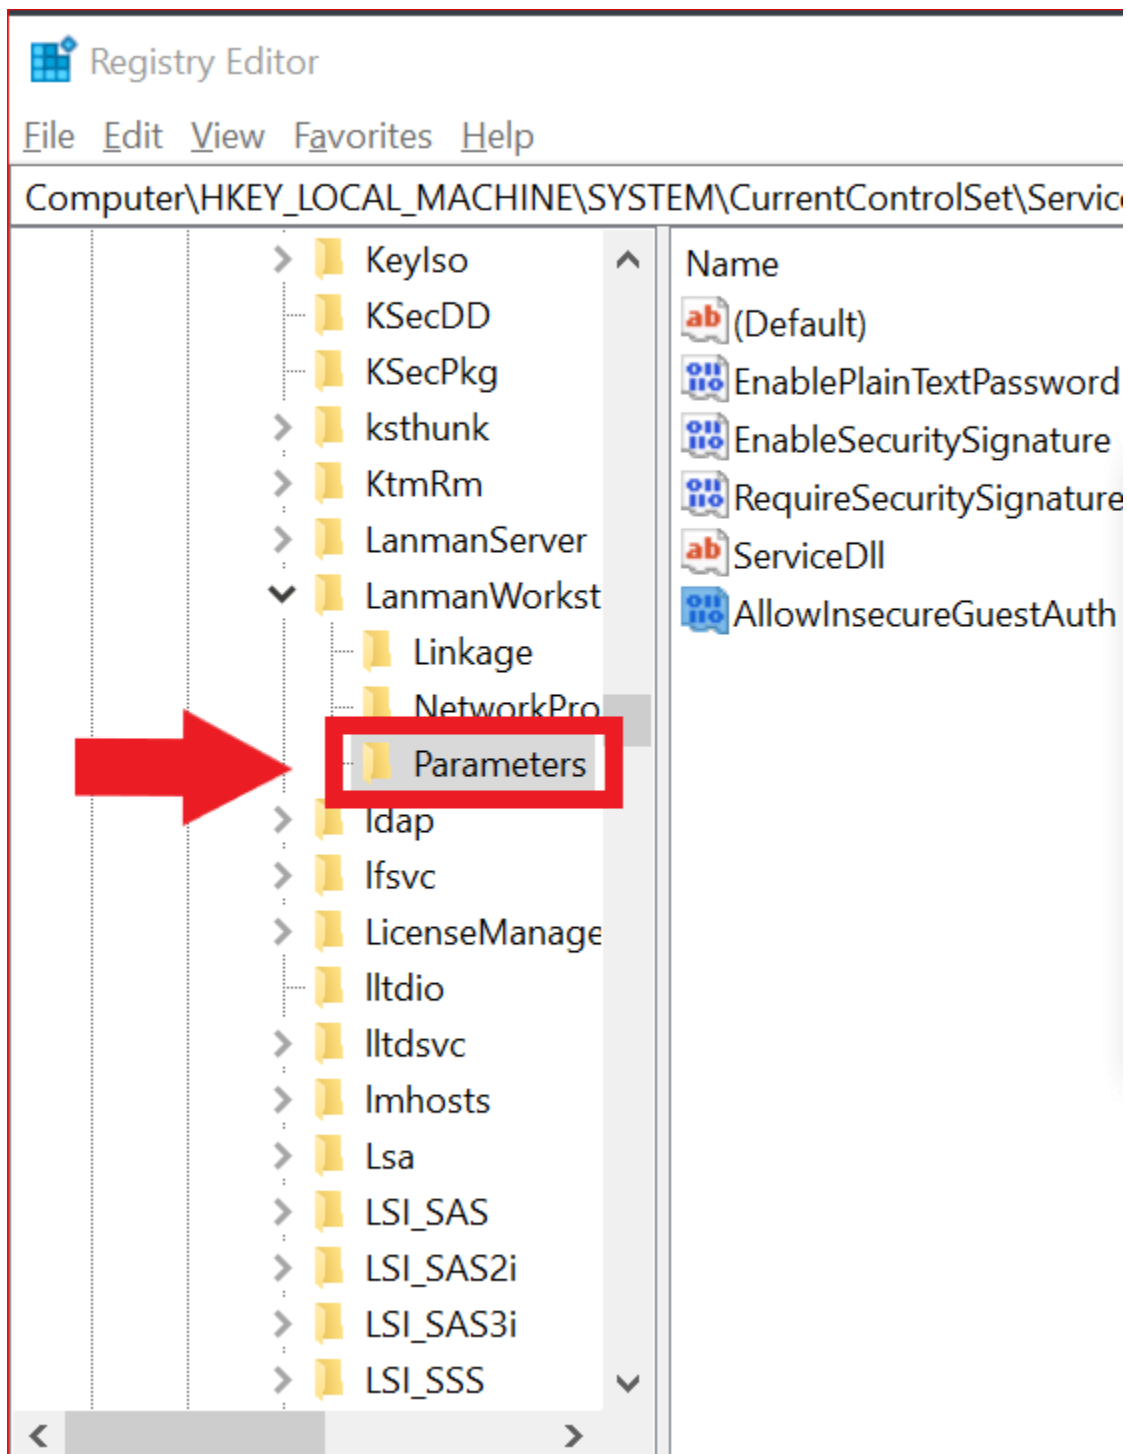 Registry Editor
File Edit View Favorites Help
Computer\HKEY_LOCAL_MACHINE\SYSTEM\CurrentControlSet\Service
KeyIso
KSecDD
KSecPkg
ksthunk
KtmRm
LanmanServer
LanmanWorkst
Linkage
NetworkPro
Parameters
ldap
lfsvc
LicenseManage
lltdio
lltdsvc
lmhosts
Lsa
LSI_SAS
LSI_SAS2i
LSI_SAS3i
LSI_SSS
Name
(Default)
EnablePlainTextPassword
EnableSecuritySignature
RequireSecuritySignature
ServiceDll
AllowInsecureGuestAuth